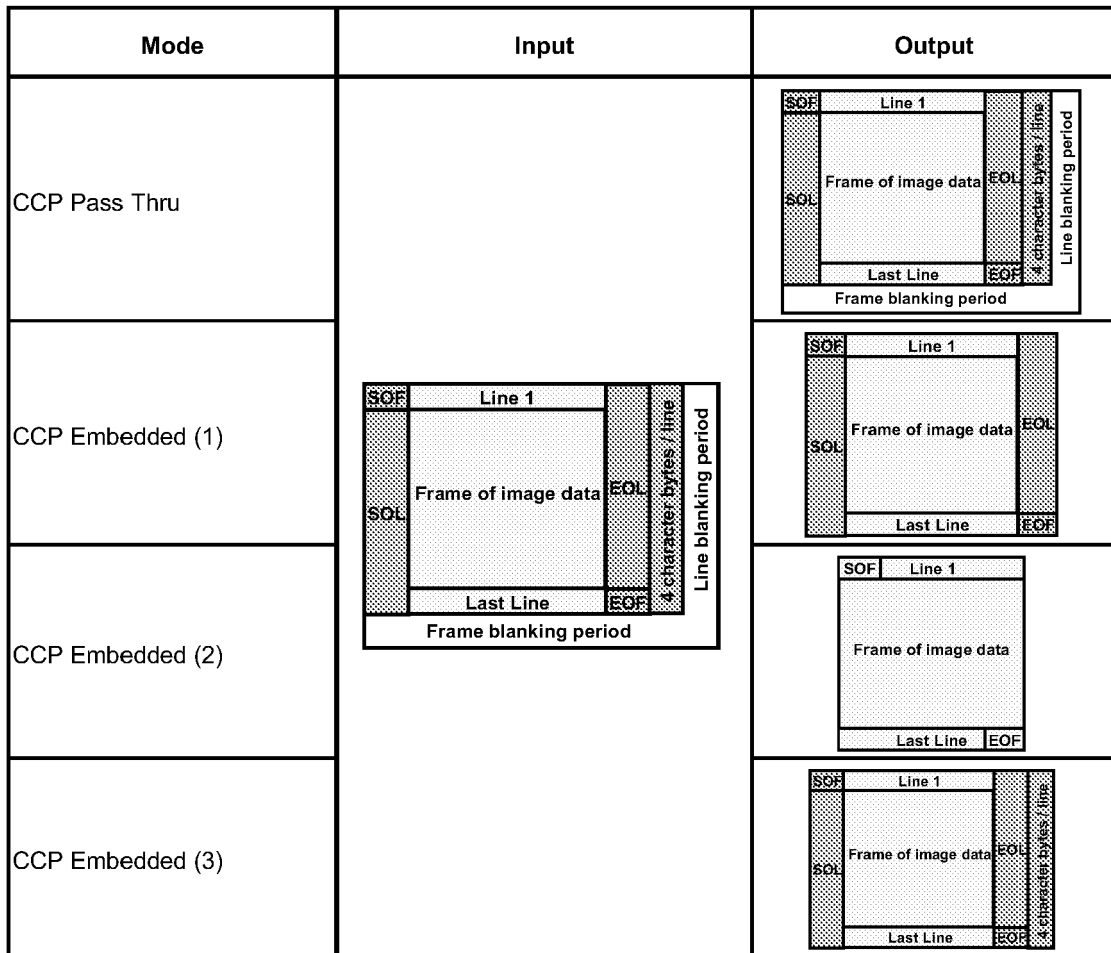 Mode
Input
Output
CCP Pass Thru
SOF
Line 1
SOL
Frame of image data
EOL
4 character bytes / line
Line blanking period
Last Line
EOF
Frame blanking period
CCP Embedded (1)
SOF
Line 1
SOL
Frame of image data
EOL
Last Line
EOF
SOF
Line 1
SOL
Frame of image data
EOL
4 character bytes / line
Line blanking period
Last Line
EOF
Frame blanking period
CCP Embedded (2)
SOF
Line 1
Frame of image data
Last Line
EOF
CCP Embedded (3)
SOF
Line 1
SOL
Frame of image data
EOL
4 character bytes / line
Last Line
EOF